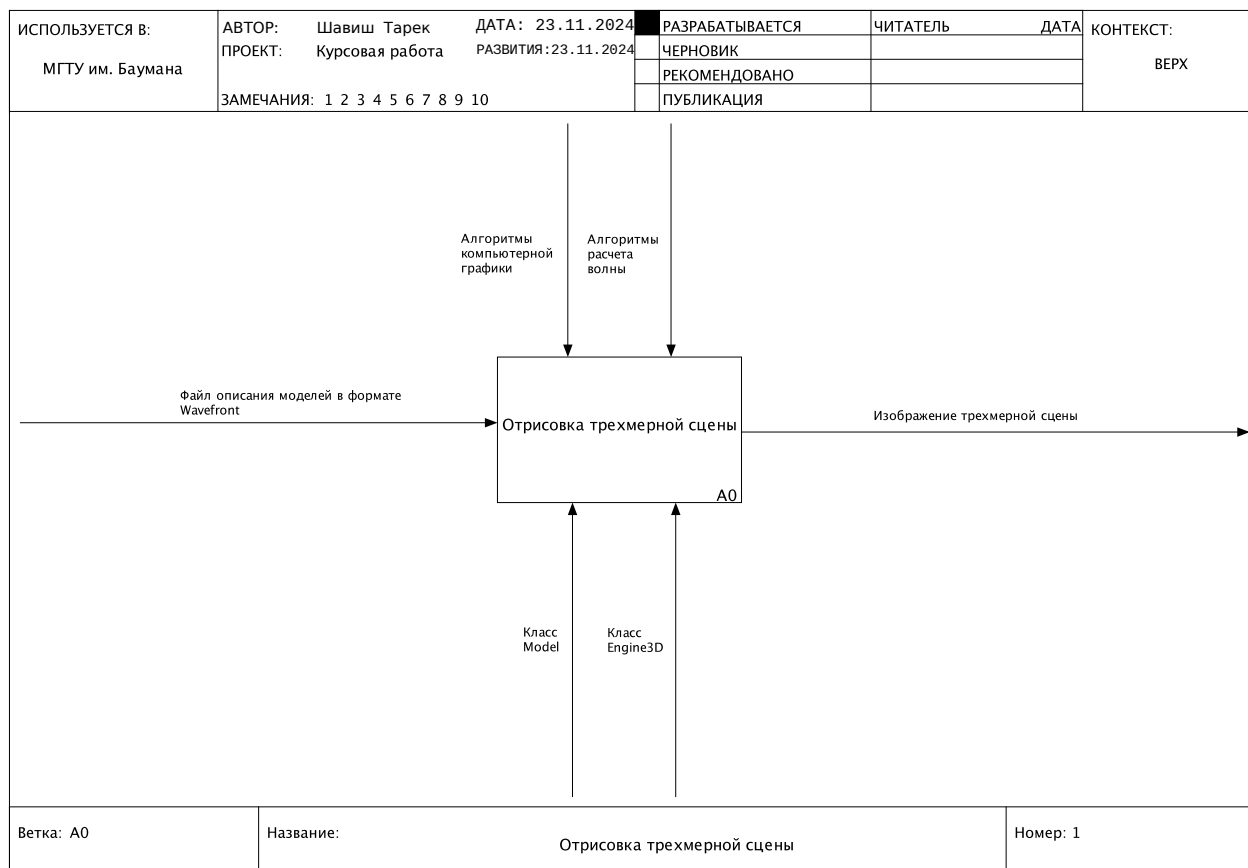 ИСПОЛЬЗУЕТСЯ В:
МГТУ им. Баумана
АВТОР: Шавиш Тарек ДАТА: 23.11.2024
ПРОЕКТ: Курсовая работа РАЗВИТИЯ:23.11.2024
ЗАМЕЧАНИЯ: 1 2 3 4 5 6 7 8 9 10
РАЗРАБАТЫВАЕТСЯ
ЧЕРНОВИК
РЕКОМЕНДОВАНО
ПУБЛИКАЦИЯ
ЧИТАТЕЛЬ ДАТА
КОНТЕКСТ:
ВЕРХ
Алгоритмы
компьютерной
графики
Алгоритмы
расчета
волны
Файл описания моделей в формате
Wavefront
Отрисовка трехмерной сцены
A0
Изображение трехмерной сцены
Класс
Model
Класс
Engine3D
Ветка: A0
Название:
Отрисовка трехмерной сцены
Номер: 1